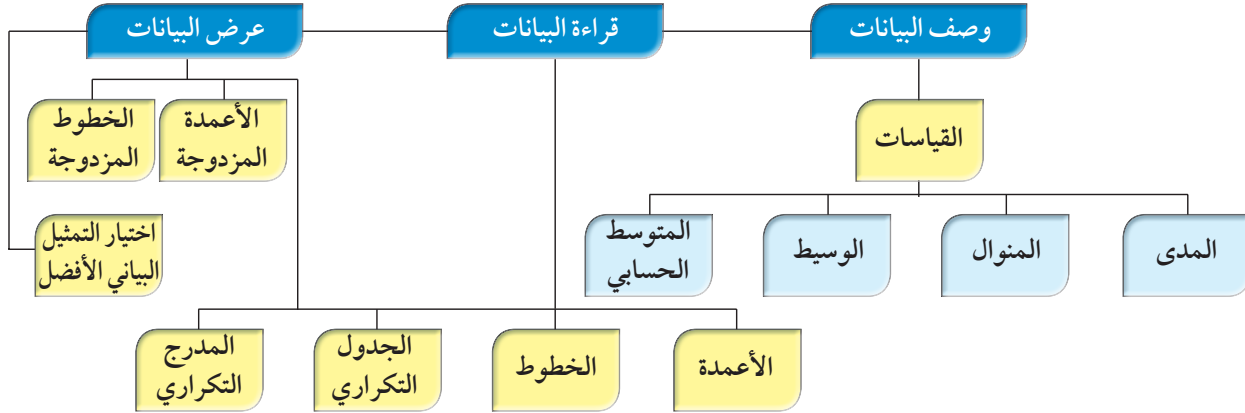 وصف البيانات
قراءة البيانات
عرض البيانات
القياسات
الأعمدة
المزدوجة
الخطوط
المزدوجة
المدى
المنوال
الوسيط
المتوسط
الحسابي
اختيار التمثيل
البياني الأفضل
الأعمدة
الخطوط
الجدول
التكراري
المدرج
التكراري